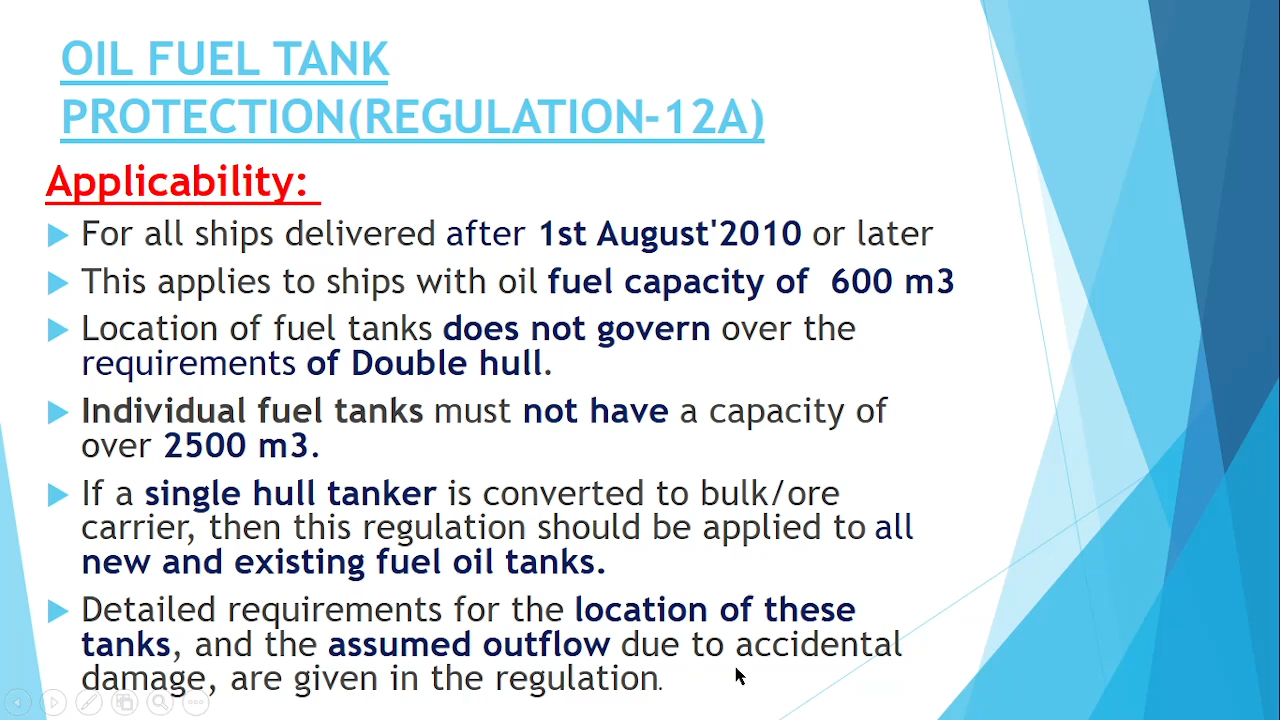 OIL FUEL TANK
PROTECTION(REGULATION-12A)
Applicability:
For all ships delivered after 1st August'2010 or later
This applies to ships with oil fuel capacity of  600 m3
Location of fuel tanks does not govern over the
requirements of Double hull.
Individual fuel tanks must not have a capacity of
over 2500 m3.
If a single hull tanker is converted to bulk/ore
carrier, then this regulation should be applied to all
new and existing fuel oil tanks.
Detailed requirements for the location of these
tanks, and the assumed outflow due to accidental
damage, are given in the regulation.